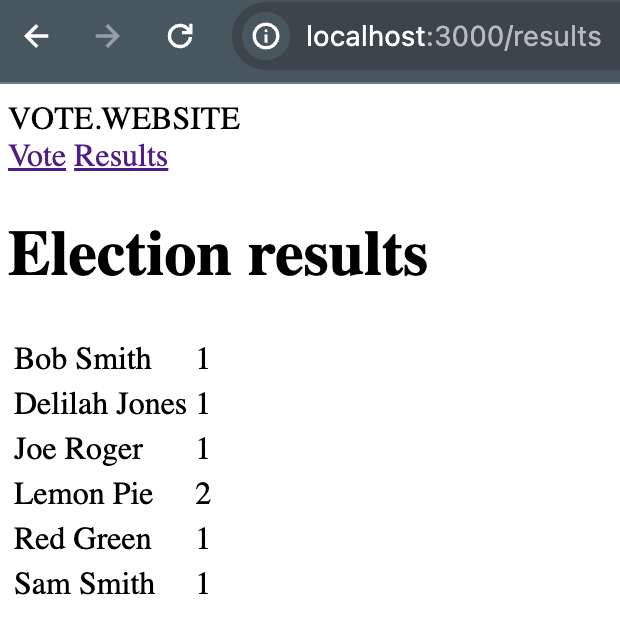 localhost:3000/results
VOTE.WEBSITE
Vote Results
Election results
Bob Smith 1
Delilah Jones 1
Joe Roger 1
Lemon Pie 2
Red Green 1
Sam Smith 1